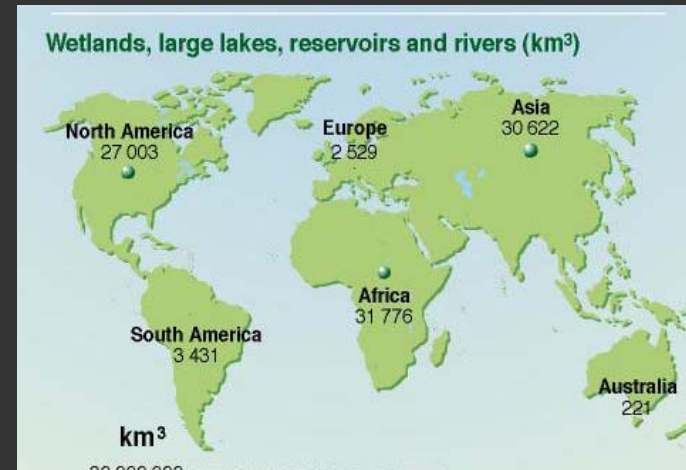 Wetlands, large lakes, reservoirs and rivers (km³)
North America
27 003
Europe
2 529
Asia
30 622
Africa
31 776
South America
3 431
Australia
221
km³